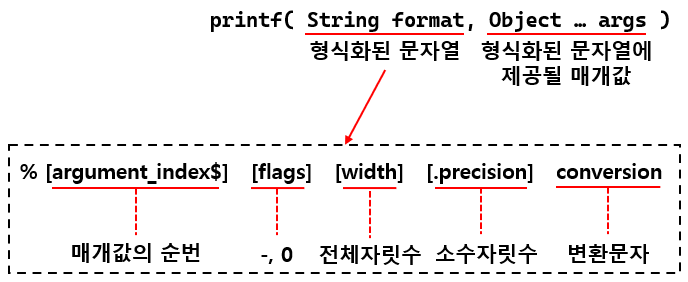 printf( String format, Object … args )
형식화된 문자열 형식화된 문자열에
제공될 매개값
% [argument_index$] [flags] [width] [.precision] conversion
매개값의 순번 -, 0 전체자릿수 소수자릿수 변환문자